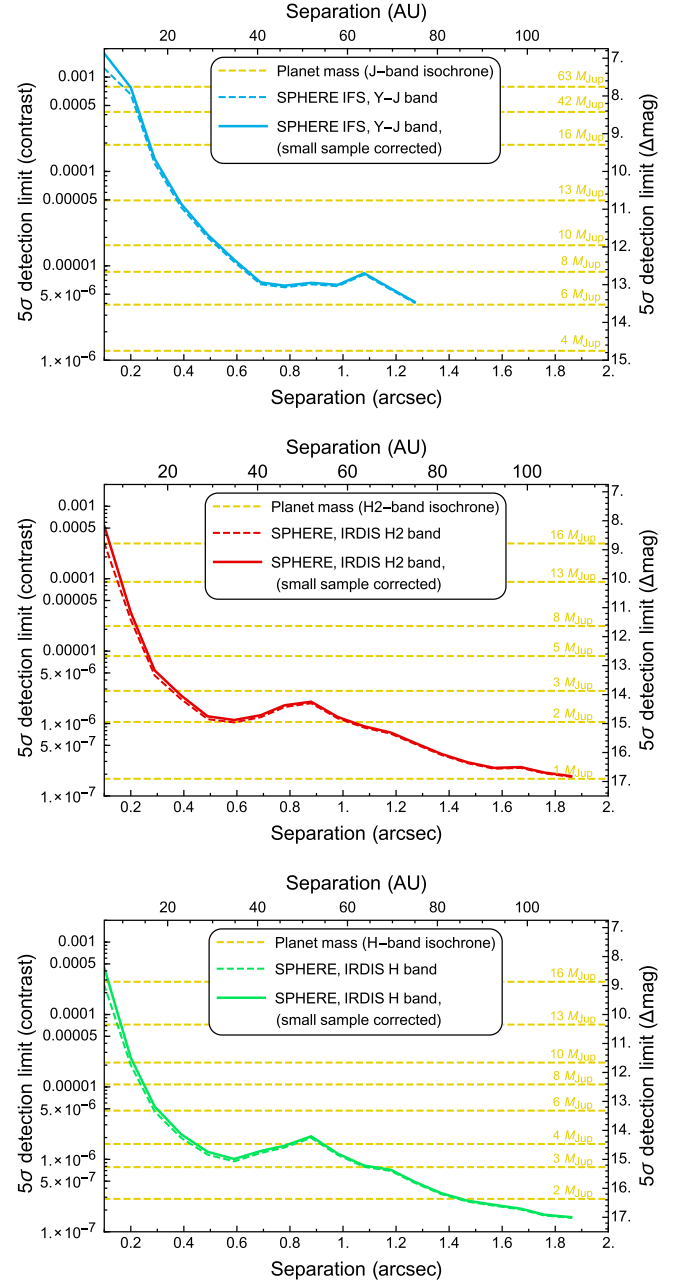 Separation (AU)
20 40 60 80 100
Planet mass (J−band isochrone)
SPHERE IFS, Y−J band
SPHERE IFS, Y−J band,
(small sample corrected)
5σ detection limit (contrast)
0.001
0.0005
0.0001
0.00005
0.00001
5.×10−6
1.×10−6
63 MJup
42 MJup
16 MJup
13 MJup
10 MJup
8 MJup
6 MJup
4 MJup
7.
8.
9.
10.
11.
12.
13.
14.
15.
5σ detection limit (Δmag)
0.2 0.4 0.6 0.8 1. 1.2 1.4 1.6 1.8 2.
Separation (arcsec)
Separation (AU)
20 40 60 80 100
Planet mass (H2−band isochrone)
SPHERE, IRDIS H2 band
SPHERE, IRDIS H2 band,
(small sample corrected)
5σ detection limit (contrast)
0.001
0.0005
0.0001
0.00005
0.00001
5.×10−6
1.×10−6
5.×10−7
1.×10−7
16 MJup
13 MJup
8 MJup
5 MJup
3 MJup
2 MJup
1 MJup
7.
8.
9.
10.
11.
12.
13.
14.
15.
16.
17.
5σ detection limit (Δmag)
0.2 0.4 0.6 0.8 1. 1.2 1.4 1.6 1.8 2.
Separation (arcsec)
Separation (AU)
20 40 60 80 100
Planet mass (H−band isochrone)
SPHERE, IRDIS H band
SPHERE, IRDIS H band,
(small sample corrected)
5σ detection limit (contrast)
0.001
0.0005
0.0001
0.00005
0.00001
5.×10−6
1.×10−6
5.×10−7
1.×10−7
16 MJup
13 MJup
10 MJup
8 MJup
6 MJup
4 MJup
3 MJup
2 MJup
7.
8.
9.
10.
11.
12.
13.
14.
15.
16.
17.
5σ detection limit (Δmag)
0.2 0.4 0.6 0.8 1. 1.2 1.4 1.6 1.8 2.
Separation (arcsec)